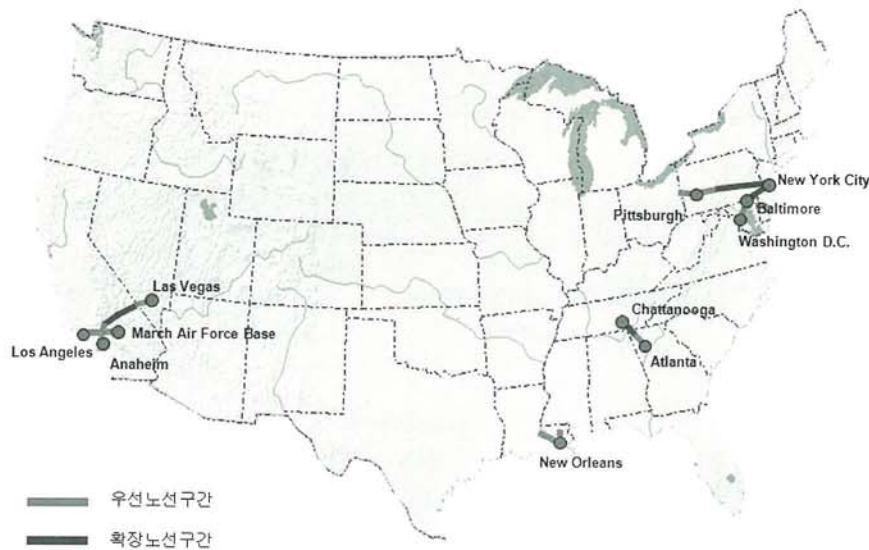 New York City
Pittsburgh
Baltimore
Washington D.C.
Las Vegas
Chattanooga
March Air Force Base
Los Angeles
Anaheim
Atlanta
New Orleans
우선노선구간
확장노선구간